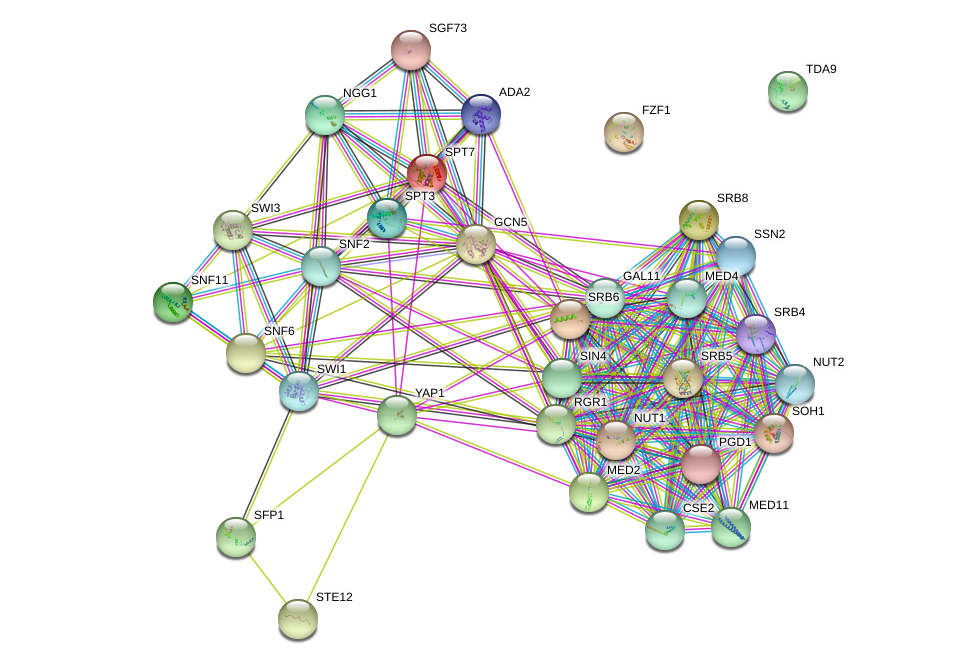 SGF73
TDA9
NGG1
ADA2
FZF1
SPT7
SPT3
SWI3
SRB8
GCN5
SSN2
SNF2
SNF11
GAL11
MED4
SRB6
SRB4
SNF6
SIN4
SRB5
NUT2
SWI1
YAP1
RGR1
SOH1
NUT1
PGD1
MED2
CSE2
MED11
SFP1
STE12